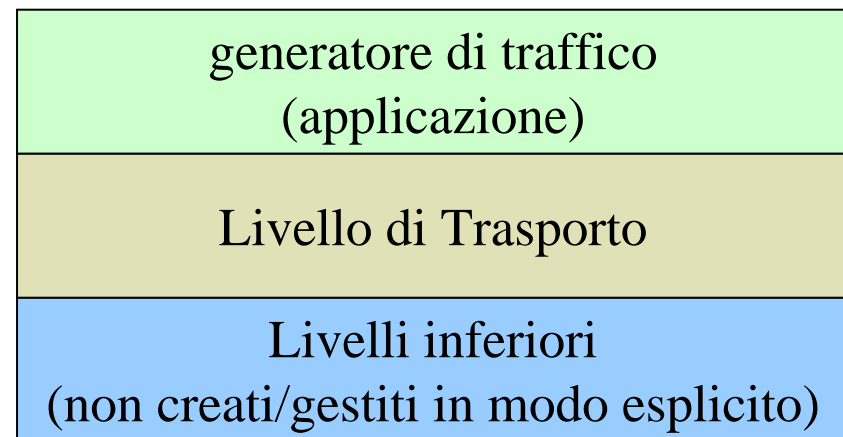 generatore di traffico
(applicazione)
Livello di Trasporto
Livelli inferiori
(non creati/gestiti in modo esplicito)